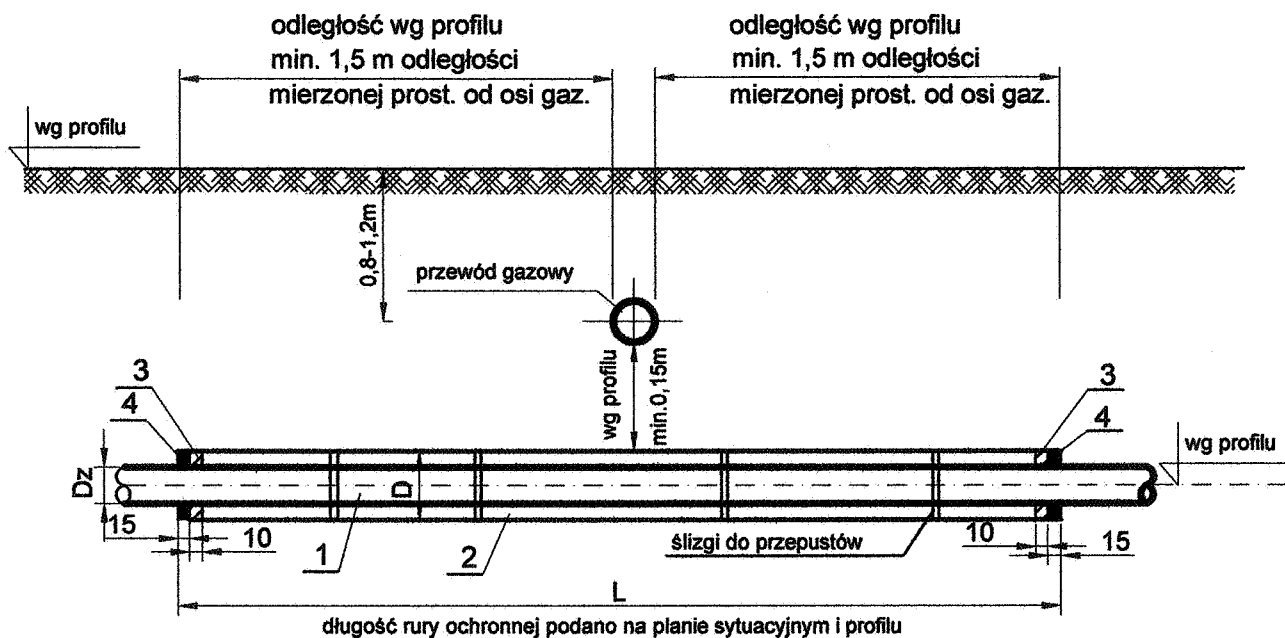 odległość wg profilu
min. 1,5 m odległości
mierzonej prost. od osi gaz.
odległość wg profilu
min. 1,5 m odległości
mierzonej prost. od osi gaz.
wg profilu
0,8-1,2m
przewód gazowy
wg profilu
min.0,15m
3
4
3
4
wg profilu
Dz
D
15
10
1
2
ślizgi do przepustów
10
15
L
długość rury ochronnej podano na planie sytuacyjnym i profilu